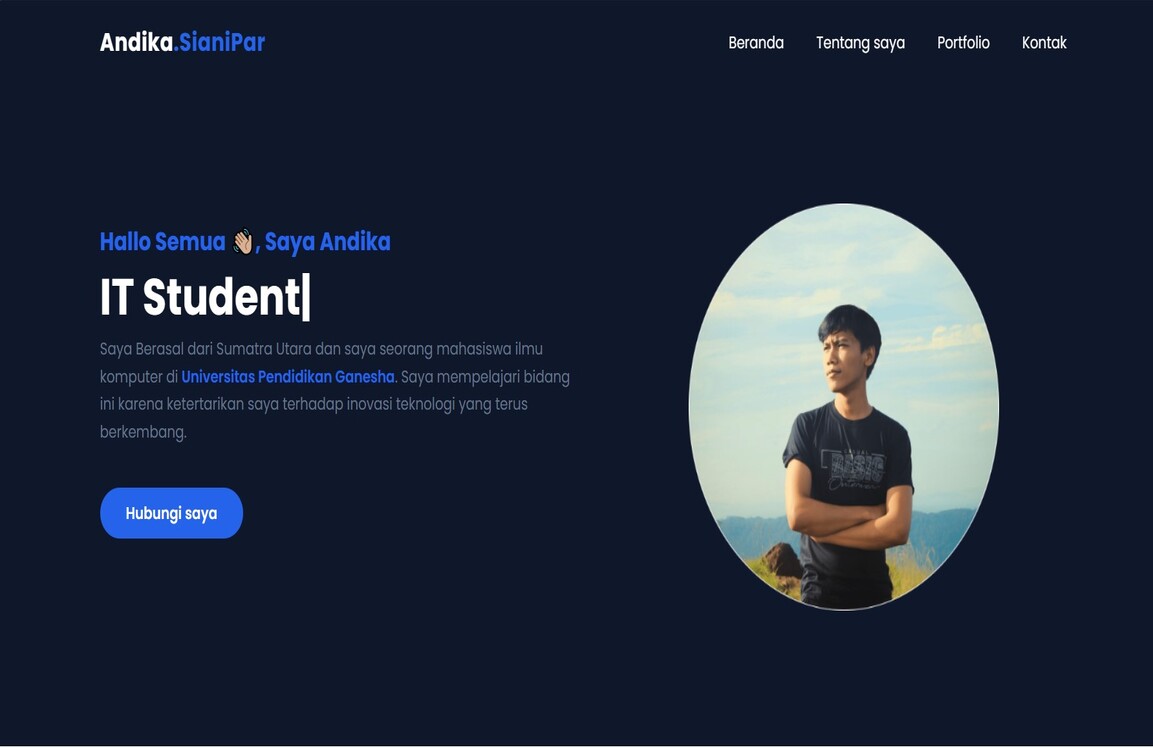 Andika.SianiPar
Beranda Tentang saya Portfolio Kontak
Hallo Semua 👋🏼, Saya Andika
IT Student|
Saya Berasal dari Sumatra Utara dan saya seorang mahasiswa ilmu
komputer di Universitas Pendidikan Ganesha. Saya mempelajari bidang
ini karena ketertarikan saya terhadap inovasi teknologi yang terus
berkembang.
Hubungi saya